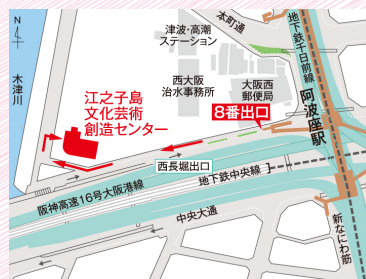 N
木津川
本町通
津波・高潮
ステーション
地下鉄千日前線
西大阪
治水事務所
大阪西
郵便局
阿波座駅
8番出口
江之子島
文化芸術
創造センター
西長堀出口
阪神高速16号大阪港線
地下鉄中央線
中央大通
新なにわ筋